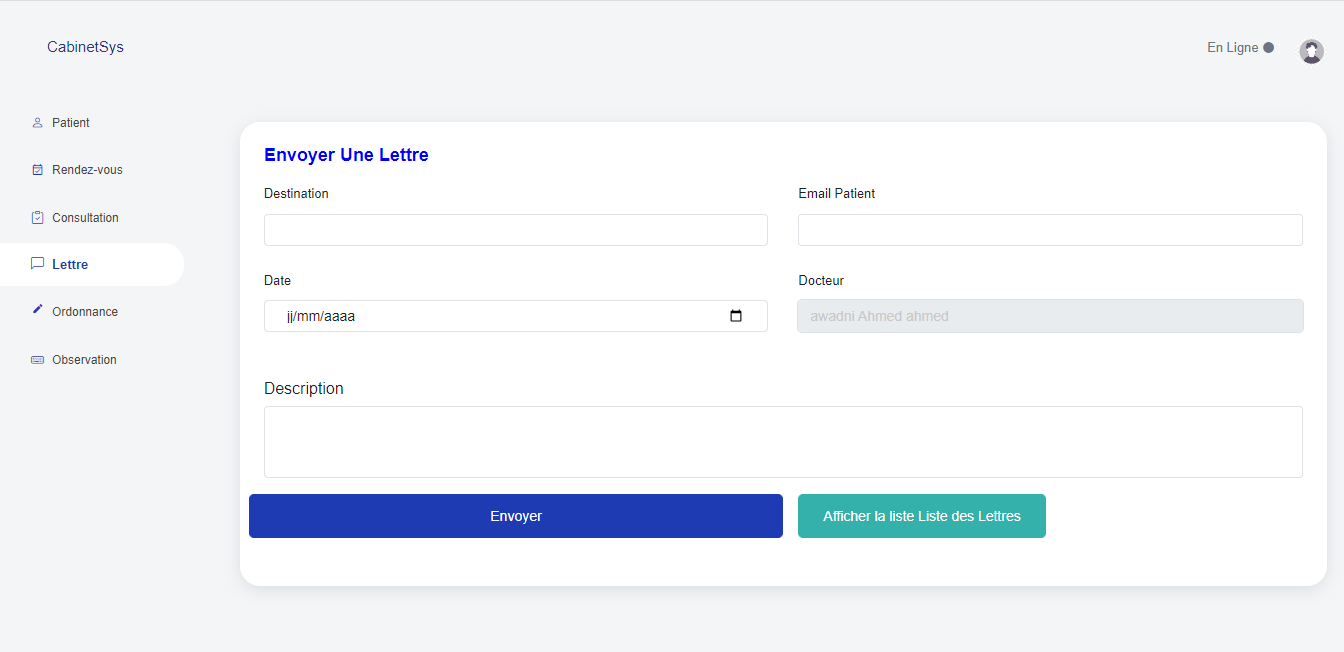 CabinetSys
En Ligne
Patient
Rendez-vous
Consultation
Lettre
Ordonnance
Observation
Envoyer Une Lettre
Destination
Email Patient
Date
Docteur
jj/mm/aaaa
awadni Ahmed ahmed
Description
Envoyer
Afficher la liste Liste des Lettres